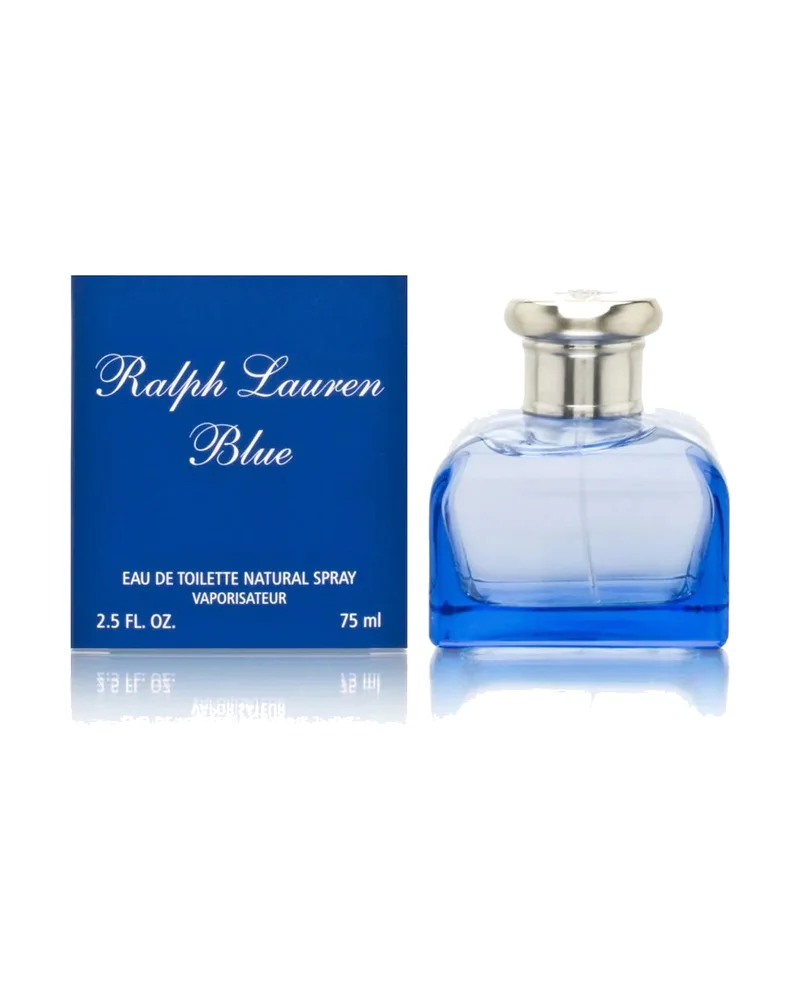 Ralph Lauren
Blue
EAU DE TOILETTE NATURAL SPRAY
VAPORISATEUR
2.5 FL. OZ. 75 ml